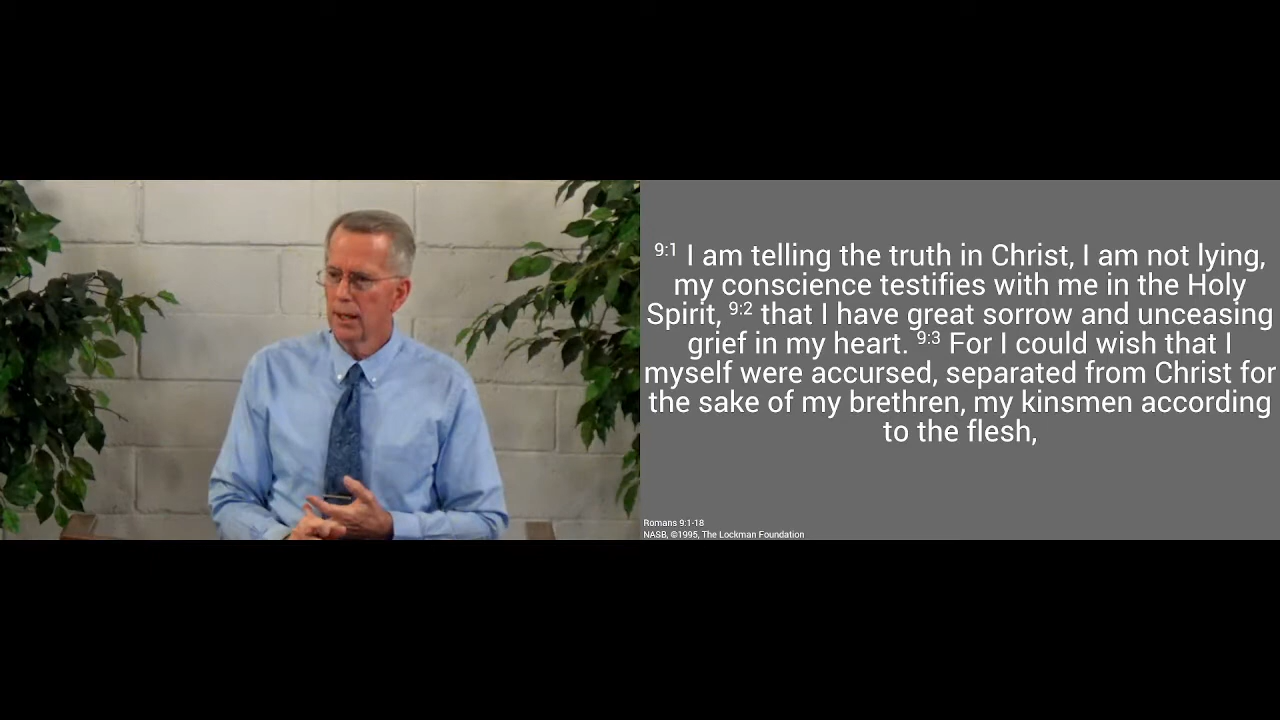 9:1 I am telling the truth in Christ, I am not lying,
my conscience testifies with me in the Holy
Spirit, 9:2 that I have great sorrow and unceasing
grief in my heart. 9:3 For I could wish that I
myself were accursed, separated from Christ for
the sake of my brethren, my kinsmen according
to the flesh,
Romans 9:1-18
NASB, ©1995, The Lockman Foundation